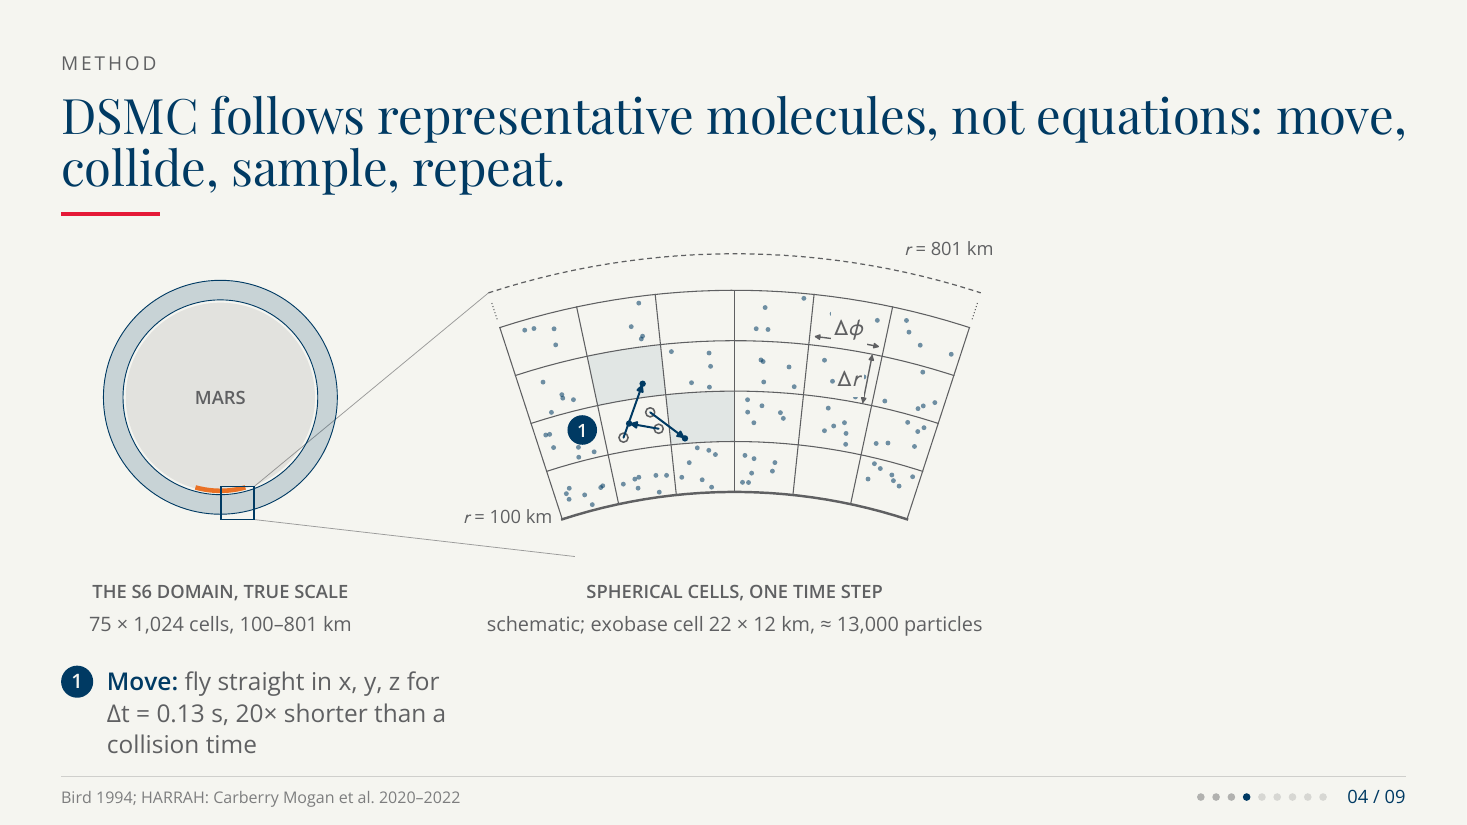 METHOD
DSMC follows representative molecules, not equations: move,
collide, sample, repeat.
r = 801 km
Δϕ
Δr
MARS
1
r = 100 km
THE S6 DOMAIN, TRUE SCALE
75 × 1,024 cells, 100–801 km
SPHERICAL CELLS, ONE TIME STEP
schematic; exobase cell 22 × 12 km, ≈ 13,000 particles
1 Move: fly straight in x, y, z for
Δt = 0.13 s, 20× shorter than a
collision time
Bird 1994; HARRAH: Carberry Mogan et al. 2020–2022
04 / 09